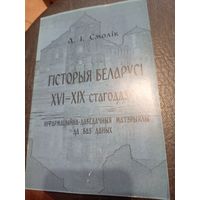 Д. І. Смолік
ГІСТОРЫЯ БЕЛАРУСІ
XVI–XIX СТАГОДДЗЯЎ
ІНФАРМАЦЫЙНА-ДАВЕДАЧНЫЯ МАТЭРЫЯЛЫ
ДА БАЗ ДАНЫХ